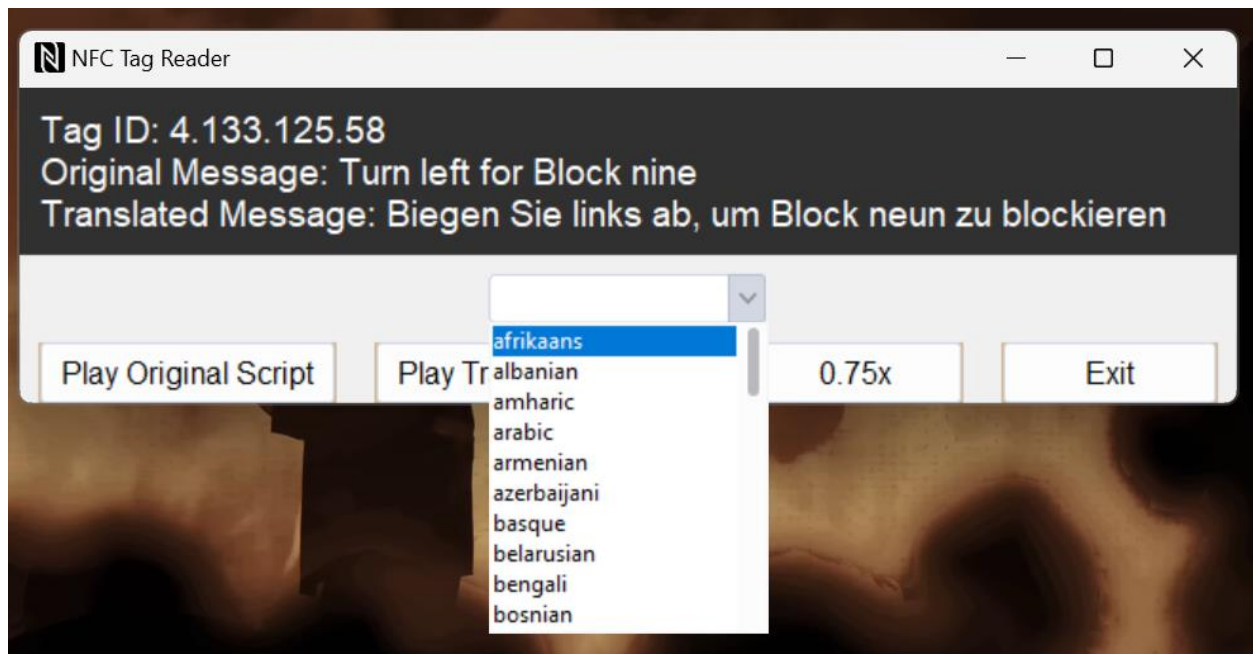 NFC Tag Reader
Tag ID: 4.133.125.58
Original Message: Turn left for Block nine
Translated Message: Biegen Sie links ab, um Block neun zu blockieren
Play Original Script
Play Tr
0.75x
Exit
afrikaans
albanian
amharic
arabic
armenian
azerbaijani
basque
belarusian
bengali
bosnian